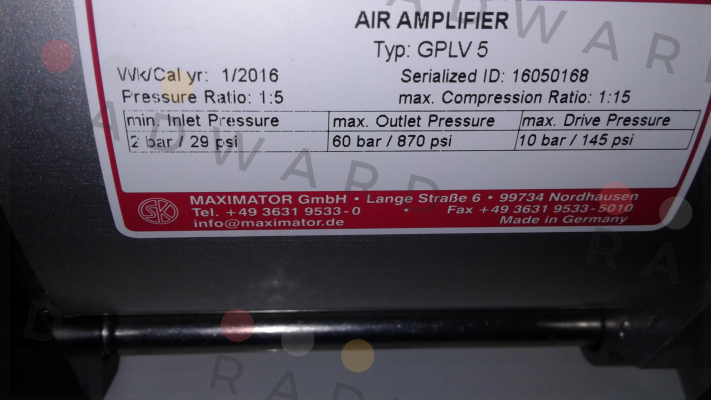 AIR AMPLIFIER
Typ: GPLV 5
Wk/Cal yr: 1/2016 Serialized ID: 16050168
Pressure Ratio: 1:5 max. Compression Ratio: 1:15
min. Inlet Pressure max. Outlet Pressure max. Drive Pressure
2 bar / 29 psi 60 bar / 870 psi 10 bar / 145 psi
SK MAXIMATOR GmbH • Lange Straße 6 • 99734 Nordhausen
Tel. +49 3631 9533-0 • Fax +49 3631 9533-5010
info@maximator.de Made in Germany
RADWARD